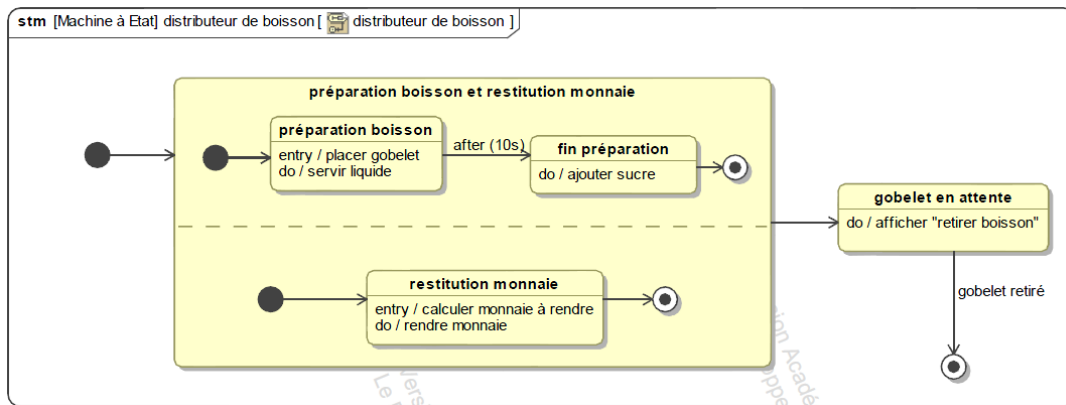 stm [Machine à Etat] distributeur de boisson [ distributeur de boisson ]
préparation boisson et restitution monnaie
préparation boisson
entry / placer gobelet
do / servir liquide
after (10s)
fin préparation
do / ajouter sucre
gobelet en attente
do / afficher "retirer boisson"
restitution monnaie
entry / calculer monnaie à rendre
do / rendre monnaie
gobelet retiré